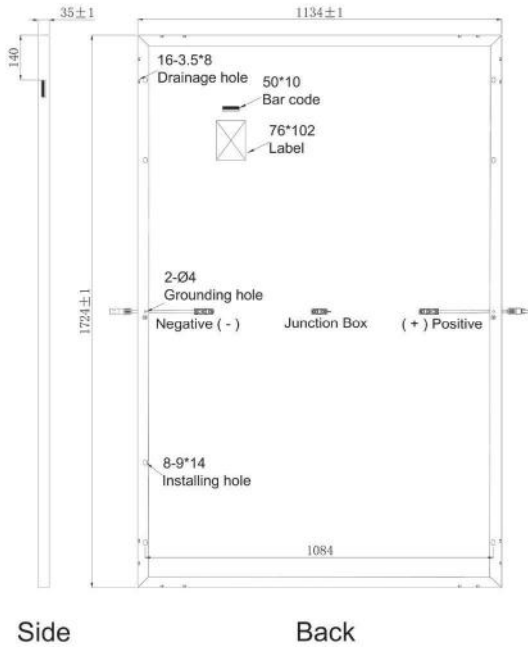 35±1
1134±1
140
16-3.5*8
Drainage hole
50*10
Bar code
76*102
Label
1724±1
2-Ø4
Grounding hole
Negative ( - )
Junction Box
( + ) Positive
8-9*14
Installing hole
1084
Side
Back